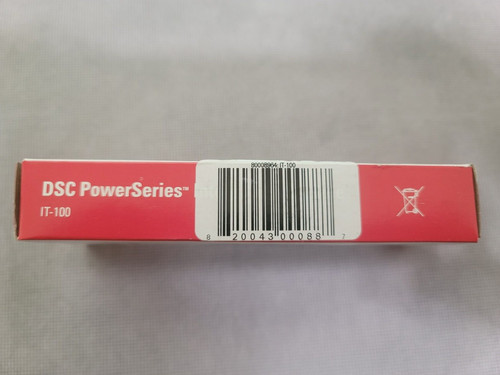 DSC PowerSeries™
IT-100
80008964 IT-100
8 20043 00088 7